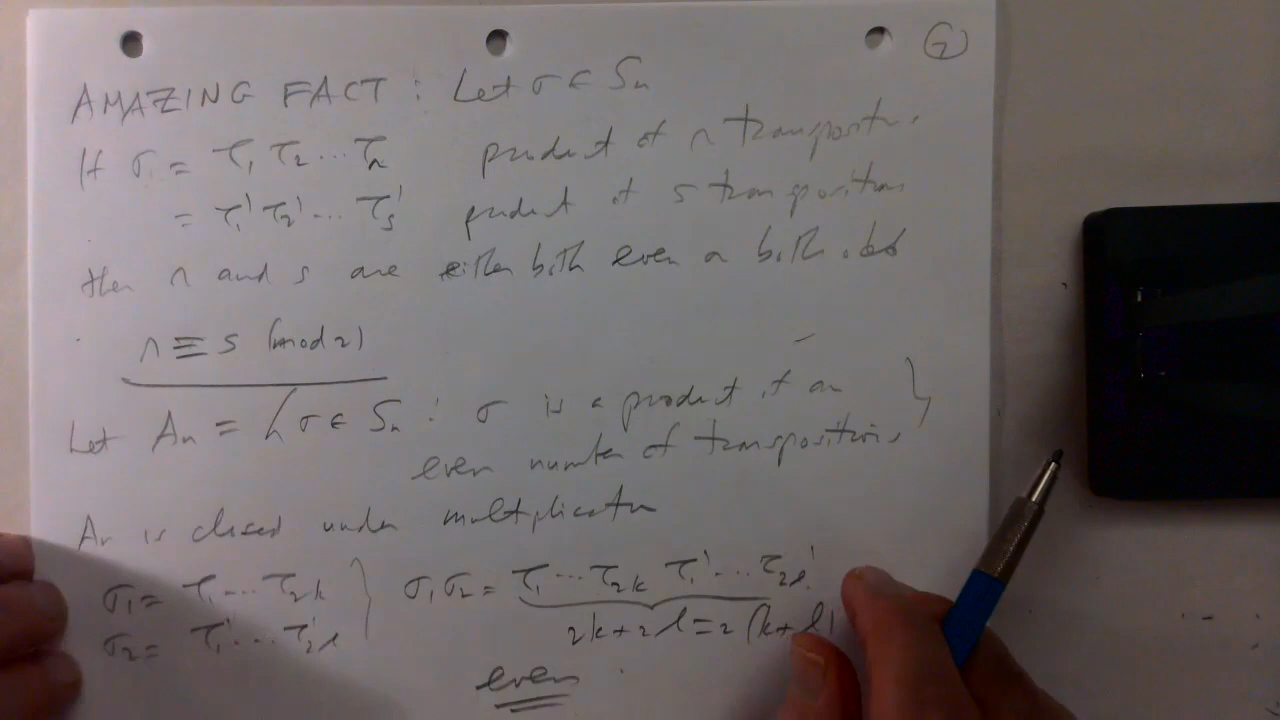 G
AMAZING FACT : Let σ ∈ Sn
If σ = τ1 τ2 ... τr product of r transpositions
= τ1' τ2' ... τs' product of s transpositions
then r and s are either both even or both odd
r ≡ s (mod 2)
Let An = { σ ∈ Sn : σ is a product of an
even number of transpositions }
An is closed under multiplication
σ1 = τ1 ... τ2k } σ1 σ2 = τ1 ... τ2k τ1' ... τ2l'
σ2 = τ1' ... τ2l' 2k + 2l = 2 (k + l)
even